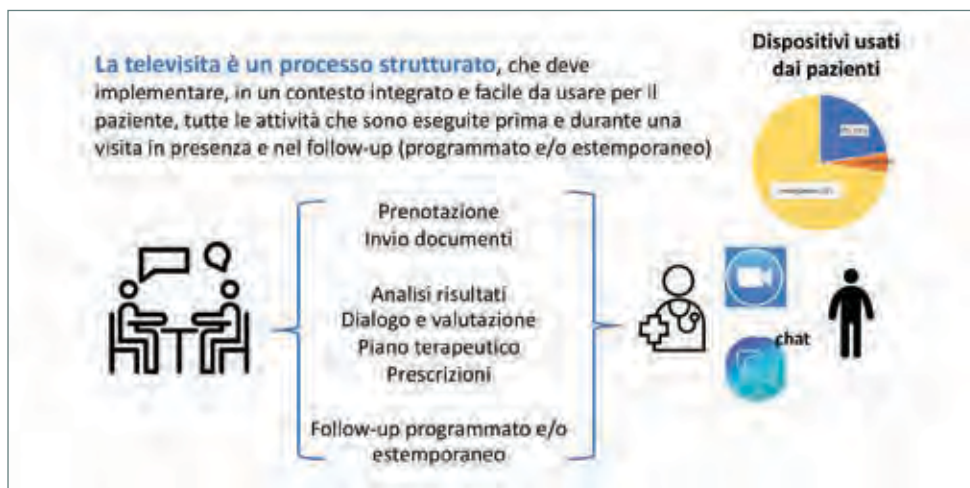 La televisita è un processo strutturato, che deve
implementare, in un contesto integrato e facile da usare per il
paziente, tutte le attività che sono eseguite prima e durante una
visita in presenza e nel follow-up (programmato e/o estemporaneo)
Dispositivi usati
dai pazienti
Prenotazione
Invio documenti
Analisi risultati
Dialogo e valutazione
Piano terapeutico
Prescrizioni
Follow-up programmato e/o
estemporaneo
chat